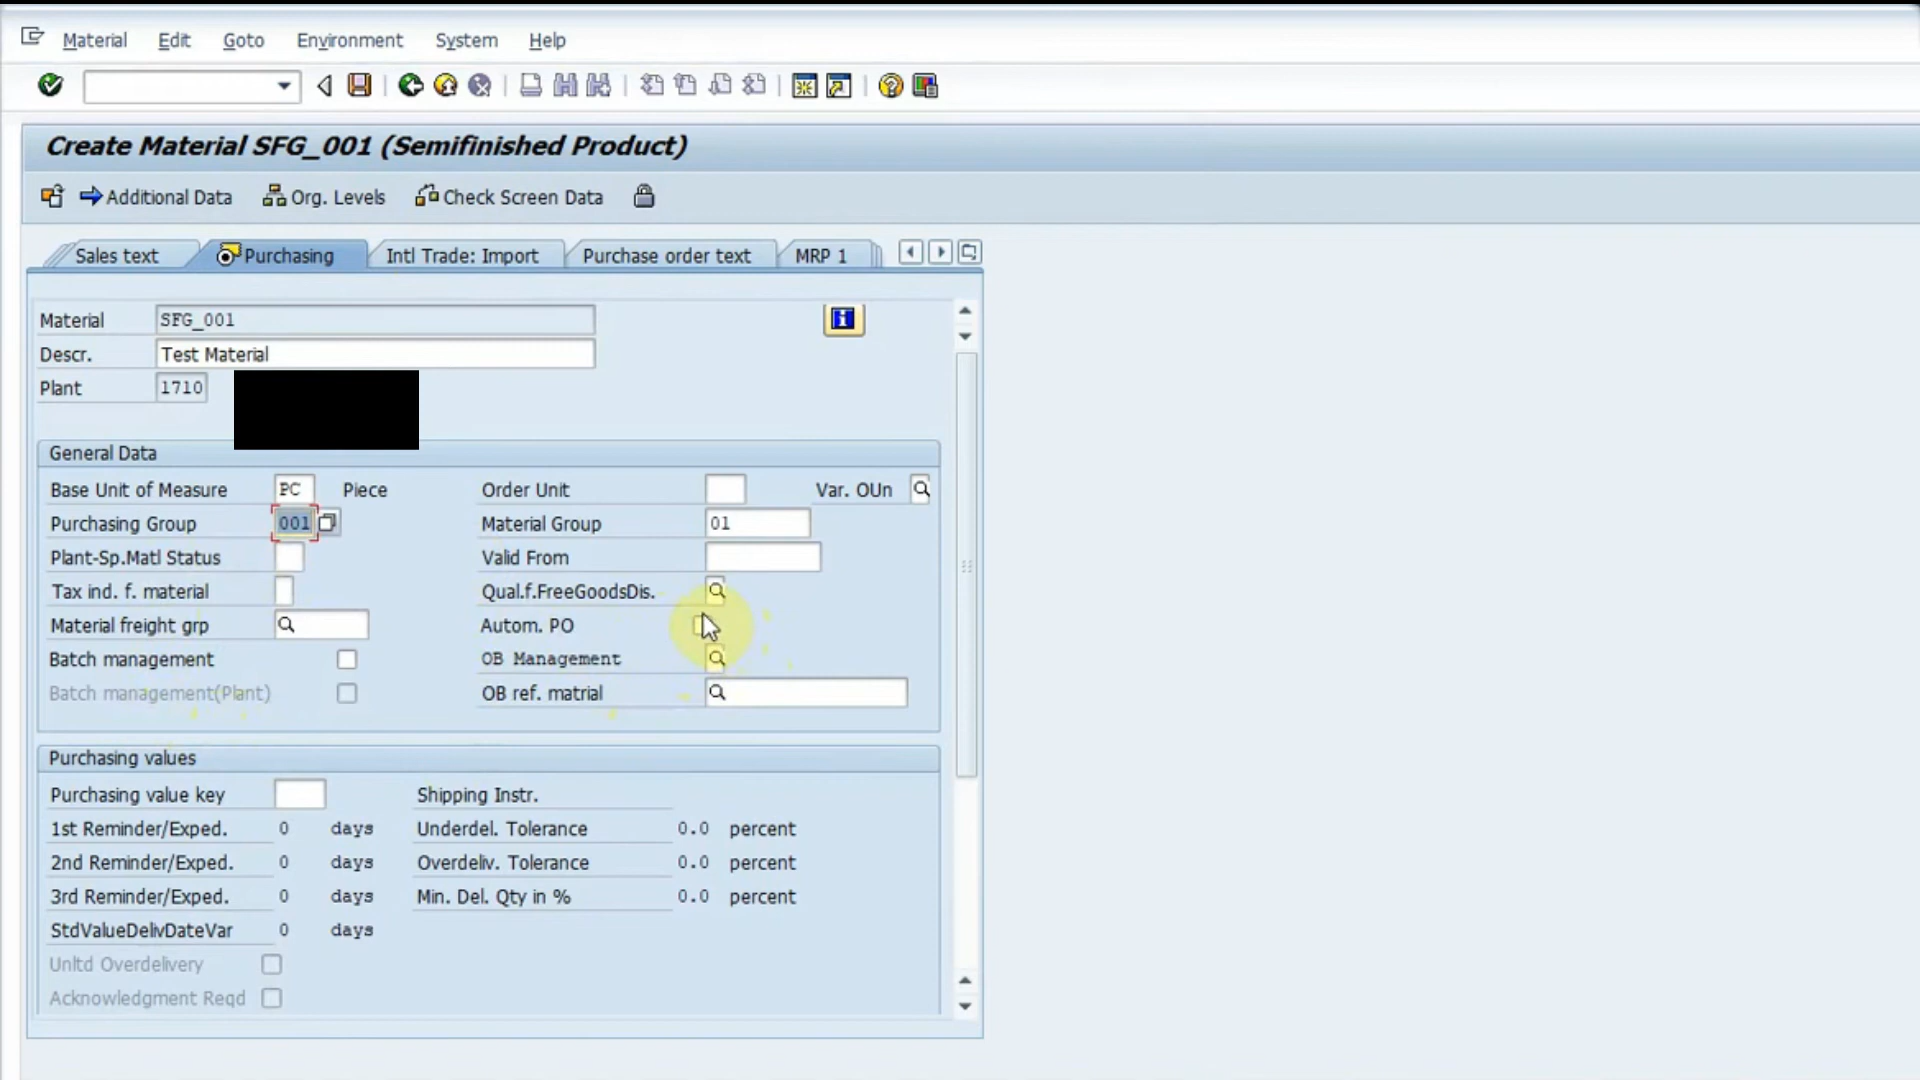 Material Edit Goto Environment System Help
Create Material SFG_001 (Semifinished Product)
Additional Data Org. Levels Check Screen Data
Sales text Purchasing Intl Trade: Import Purchase order text MRP 1
Material SFG_001
Descr. Test Material
Plant 1710
General Data
Base Unit of Measure PC Piece Order Unit Var. OUn
Purchasing Group 001 Material Group 01
Plant-Sp.Matl Status Valid From
Tax ind. f. material Qual.f.FreeGoodsDis.
Material freight grp Autom. PO
Batch management OB Management
Batch management(Plant) OB ref. matrial
Purchasing values
Purchasing value key Shipping Instr.
1st Reminder/Exped. 0 days Underdel. Tolerance 0.0 percent
2nd Reminder/Exped. 0 days Overdeliv. Tolerance 0.0 percent
3rd Reminder/Exped. 0 days Min. Del. Qty in % 0.0 percent
StdValueDelivDateVar 0 days
Unltd Overdelivery
Acknowledgment Reqd